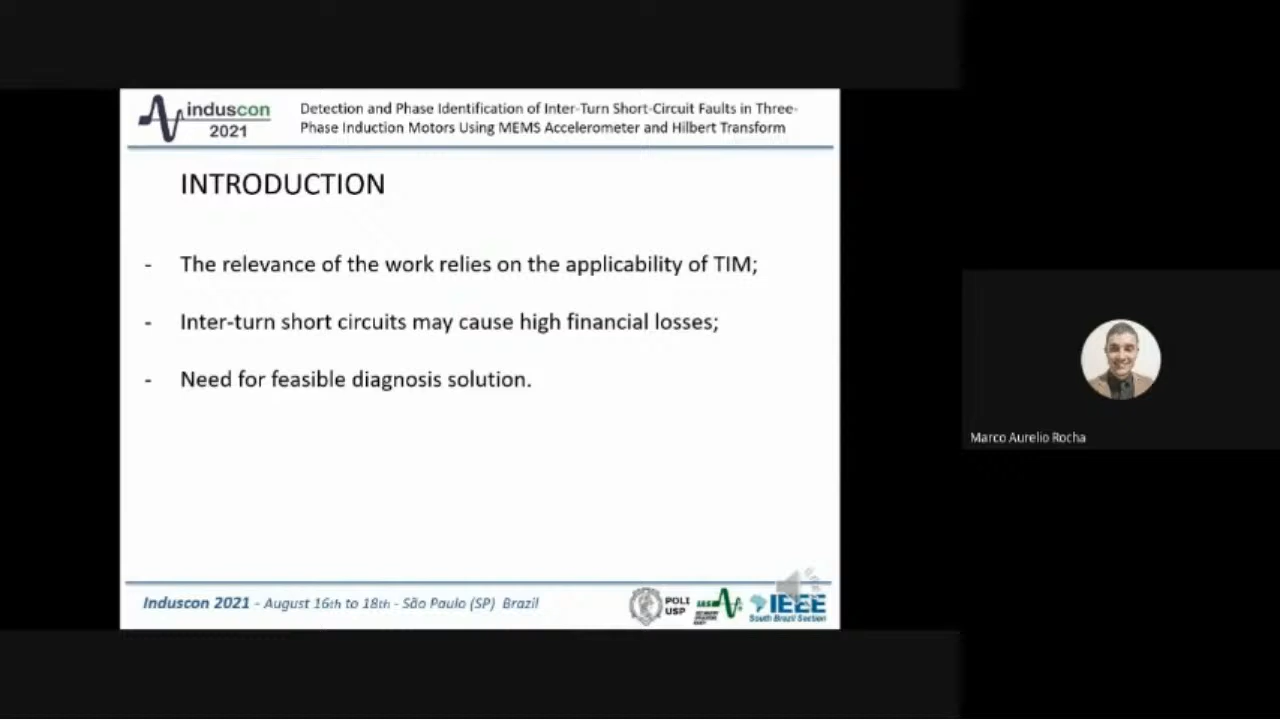 induscon
2021
Detection and Phase Identification of Inter-Turn Short-Circuit Faults in Three-
Phase Induction Motors Using MEMS Accelerometer and Hilbert Transform
INTRODUCTION
- The relevance of the work relies on the applicability of TIM;
- Inter-turn short circuits may cause high financial losses;
- Need for feasible diagnosis solution.
Marco Aurelio Rocha
Induscon 2021 - August 16th to 18th - São Paulo (SP) Brazil
POLI
USP
IAS
IEEE
South Brazil Section